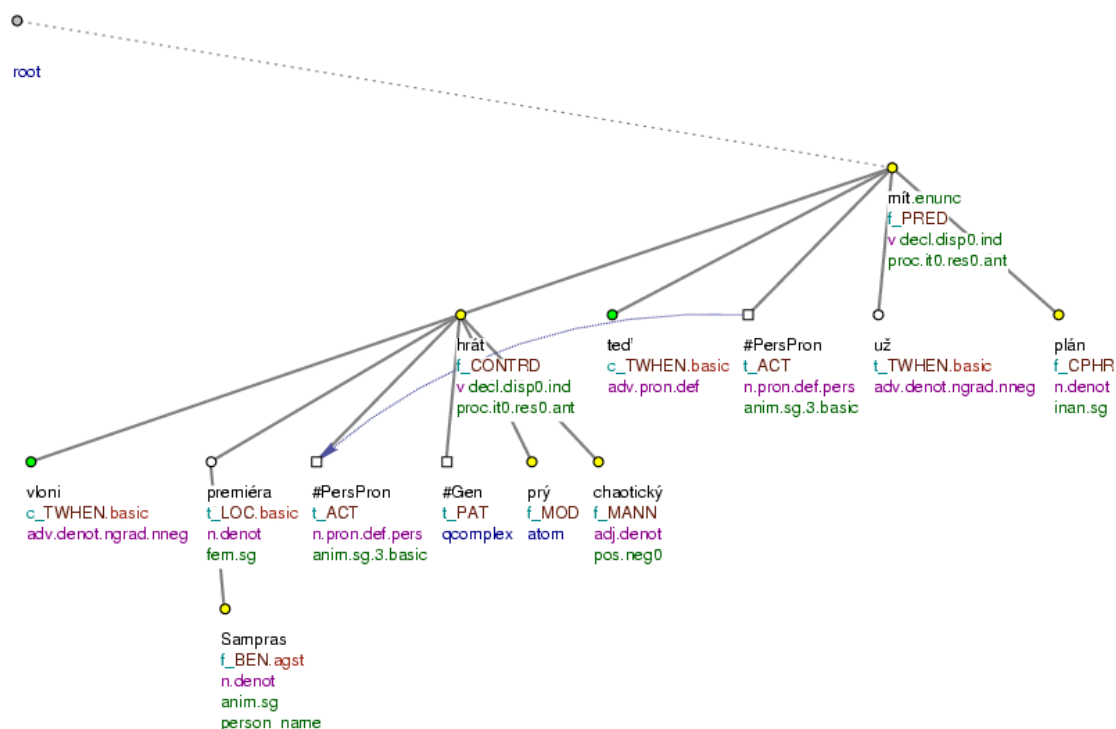 root
mít.enunc
f_PRED
v decl.disp0.ind
proc.it0.res0.ant
hrát
f_CONTRD
v decl.disp0.ind
proc.it0.res0.ant
teď
c_TWHEN.basic
adv.pron.def
#PersPron
t_ACT
n.pron.def.pers
anim.sg.3.basic
už
t_TWHEN.basic
adv.denot.ngrad.nneg
plán
f_CPHR
n.denot
inan.sg
vloni
c_TWHEN.basic
adv.denot.ngrad.nneg
premiéra
t_LOC.basic
n.denot
fem.sg
#PersPron
t_ACT
n.pron.def.pers
anim.sg.3.basic
#Gen
t_PAT
qcomplex
prý
f_MOD
atom
chaotický
f_MANN
adj.denot
pos.neg0
Sampras
f_BEN.agst
n.denot
anim.sg
person_name